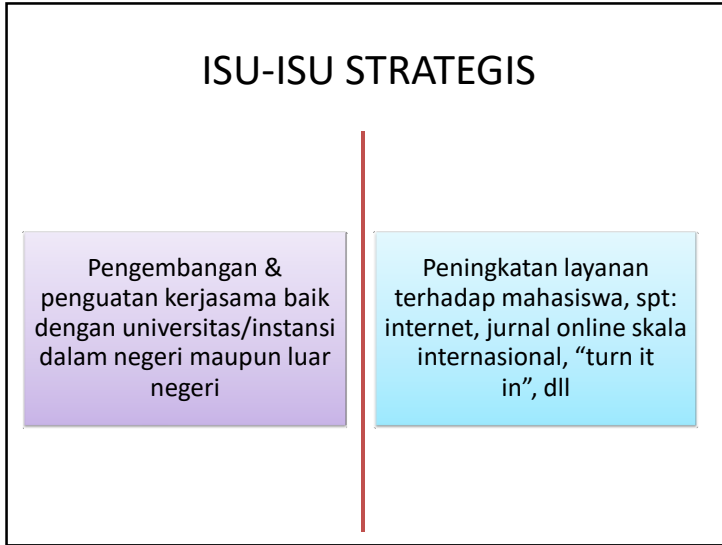 ISU-ISU STRATEGIS
Pengembangan &
penguatan kerjasama baik
dengan universitas/instansi
dalam negeri maupun luar
negeri
Peningkatan layanan
terhadap mahasiswa, spt:
internet, jurnal online skala
internasional, “turn it
in”, dll